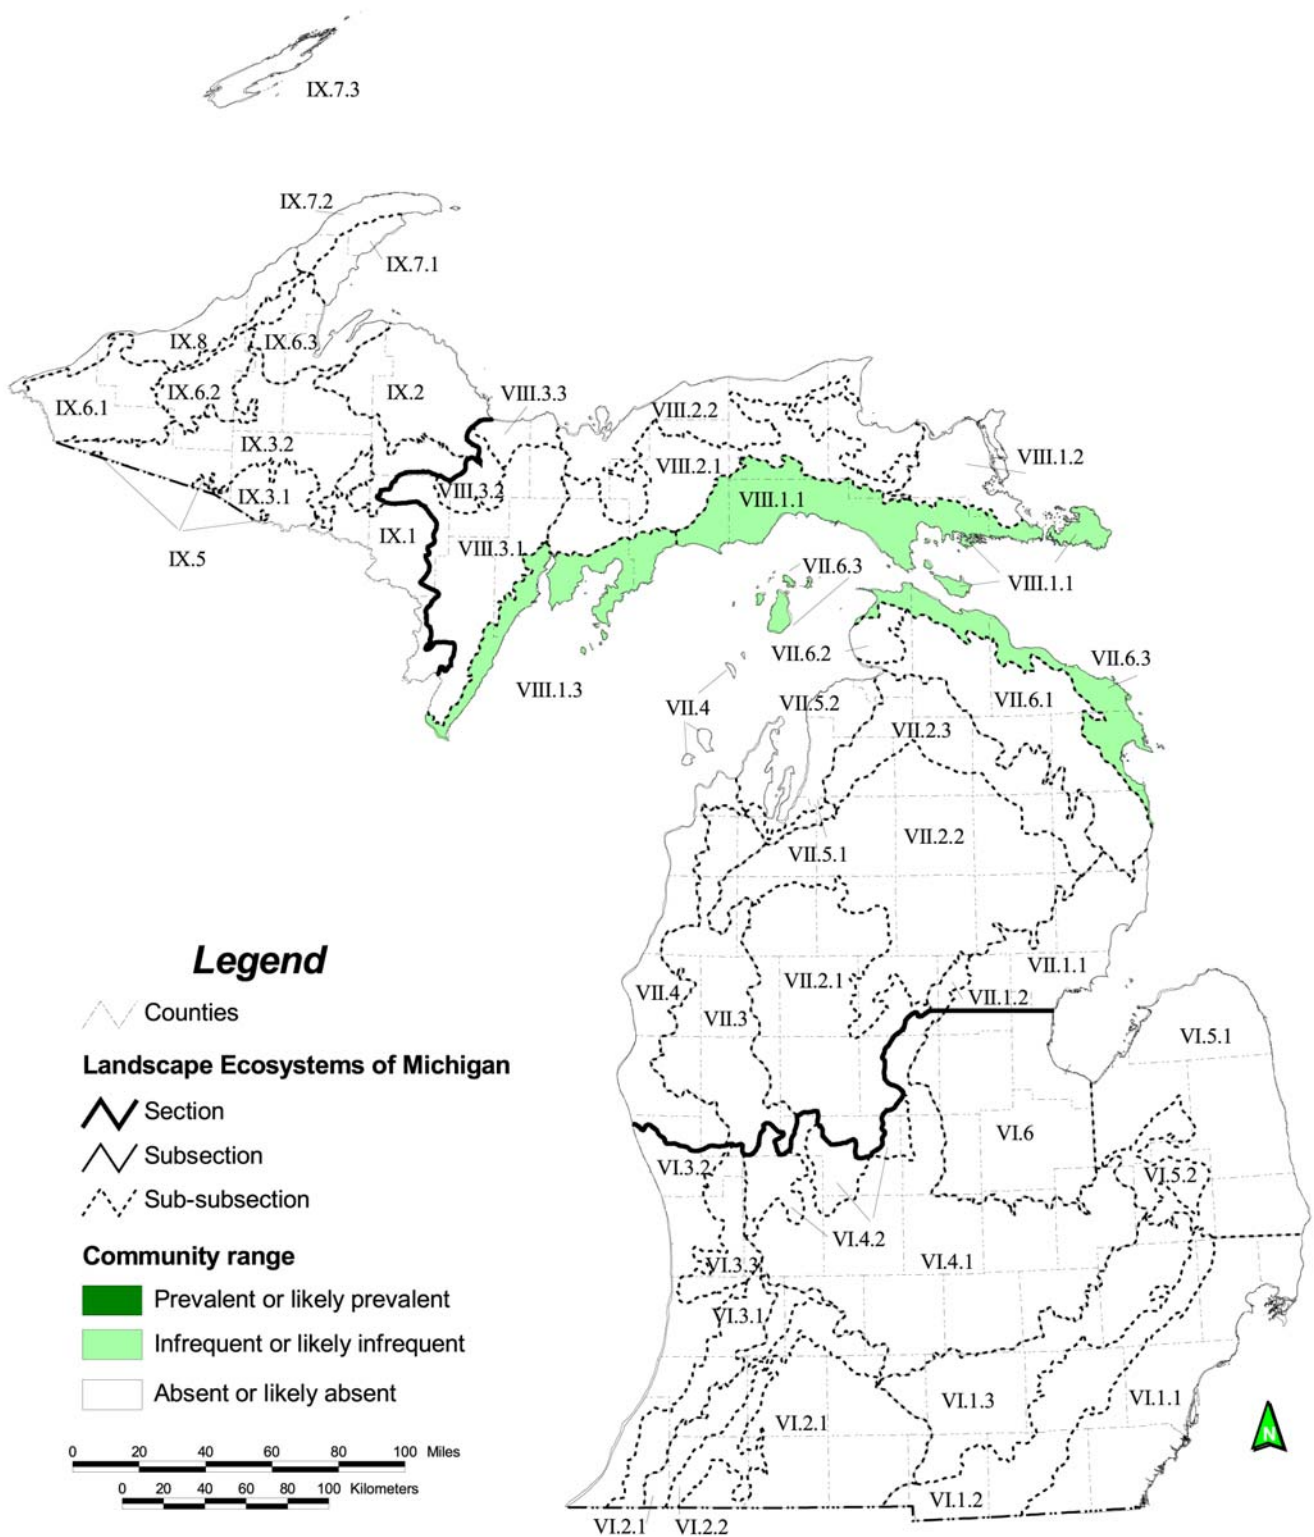 IX.7.3
IX.7.2
IX.7.1
IX.8
IX.6.3
IX.6.1
IX.6.2
IX.2
VIII.3.3
VIII.2.2
IX.3.2
VIII.2.1
VIII.1.2
IX.3.1
VIII.3.2
VIII.1.1
IX.1
VIII.3.1
IX.5
VII.6.3
VIII.1.1
VII.6.2
VII.6.3
VIII.1.3
VII.4
VII.5.2
VII.6.1
VII.2.3
VII.2.2
VII.5.1
VII.1.1
VII.4
VII.2.1
VII.1.2
VII.3
VI.5.1
VI.6
VI.3.2
VI.5.2
VI.4.2
VI.4.1
VI.3.3
VI.3.1
VI.2.1
VI.1.3
VI.1.1
VI.1.2
VI.2.1
VI.2.2
Legend
Counties
Landscape Ecosystems of Michigan
Section
Subsection
Sub-subsection
Community range
Prevalent or likely prevalent
Infrequent or likely infrequent
Absent or likely absent
0 20 40 60 80 100 Miles
0 20 40 60 80 100 Kilometers
N